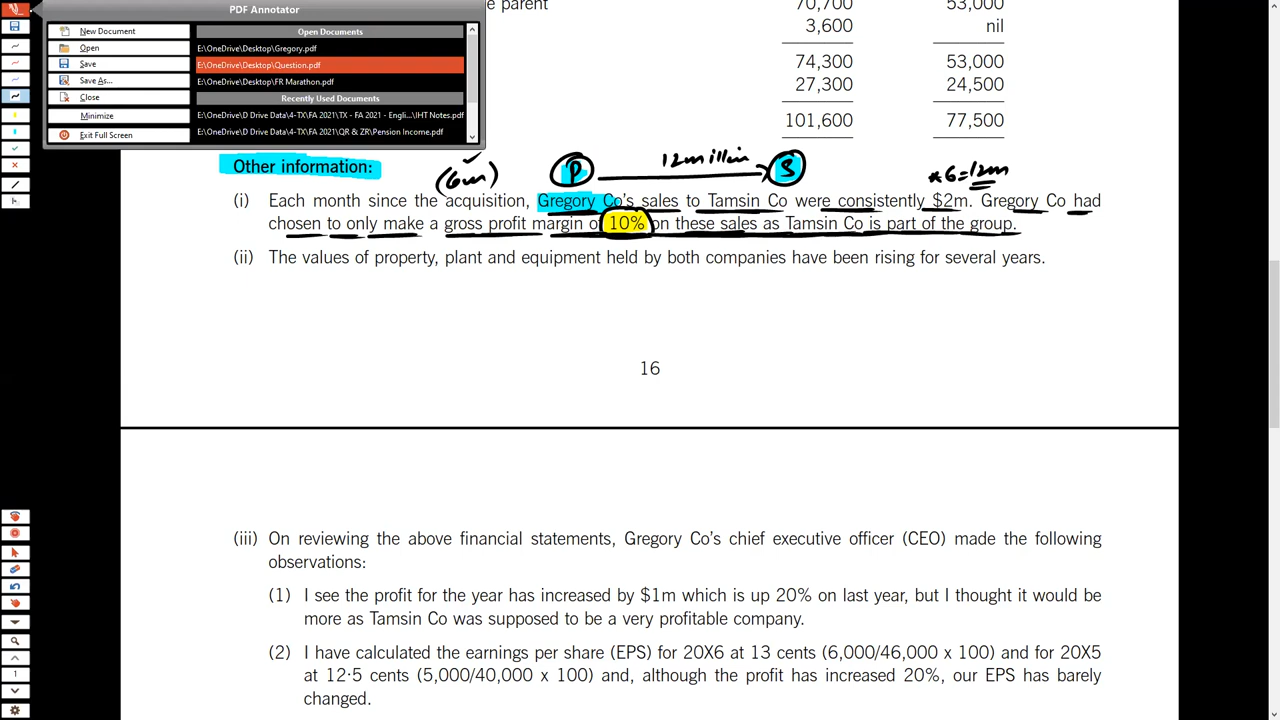 PDF Annotator
New Document
Open
Save
Save As...
Close
Minimize
Exit Full Screen
Open Documents
E:\OneDrive\Desktop\Gregory.pdf
E:\OneDrive\Desktop\Question.pdf
E:\OneDrive\Desktop\FR Marathon.pdf
Recently Used Documents
E:\OneDrive\D Drive Data\4-TX\FA 2021\TX - FA 2021 - Engli...\IHT Notes.pdf
E:\OneDrive\D Drive Data\4-TX\FA 2021\QR & ZR\Pension Income.pdf
e parent 70,700 53,000
3,600 nil
74,300 53,000
27,300 24,500
101,600 77,500
Other information:
(6m) P 12million S *6=12m
(i) Each month since the acquisition, Gregory Co's sales to Tamsin Co were consistently $2m. Gregory Co had
chosen to only make a gross profit margin of 10% on these sales as Tamsin Co is part of the group.
(ii) The values of property, plant and equipment held by both companies have been rising for several years.
16
(iii) On reviewing the above financial statements, Gregory Co's chief executive officer (CEO) made the following
observations:
(1) I see the profit for the year has increased by $1m which is up 20% on last year, but I thought it would be
more as Tamsin Co was supposed to be a very profitable company.
(2) I have calculated the earnings per share (EPS) for 20X6 at 13 cents (6,000/46,000 x 100) and for 20X5
at 12·5 cents (5,000/40,000 x 100) and, although the profit has increased 20%, our EPS has barely
changed.
1